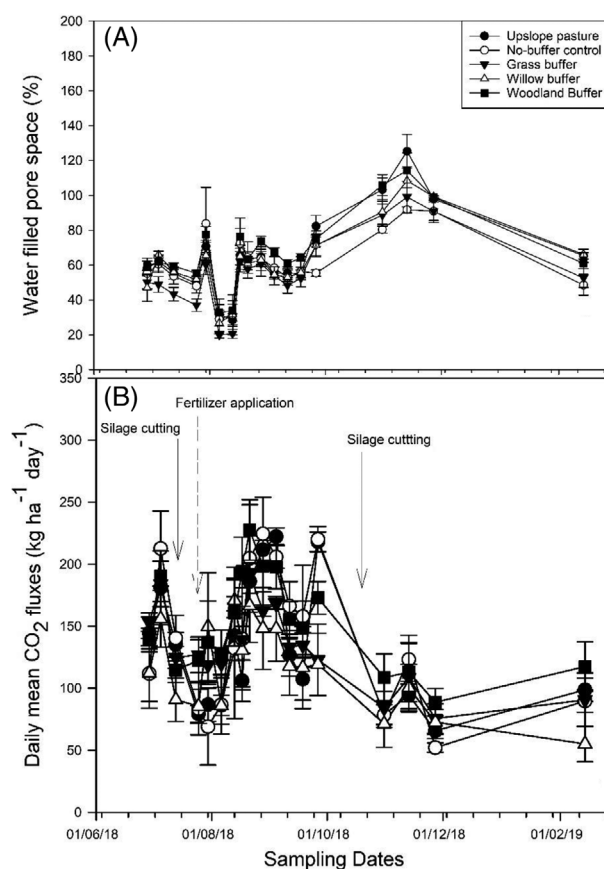 (A)
Upslope pasture
No-buffer control
Grass buffer
Willow buffer
Woodland Buffer
Water filled pore space (%)
200
180
160
140
120
100
80
60
40
20
0
(B)
Fertilizer application
Silage cutting
Silage cuttting
Daily mean CO2 fluxes (kg ha⁻¹ day⁻¹)
350
300
250
200
150
100
50
0
01/06/18
01/08/18
01/10/18
01/12/18
01/02/19
Sampling Dates